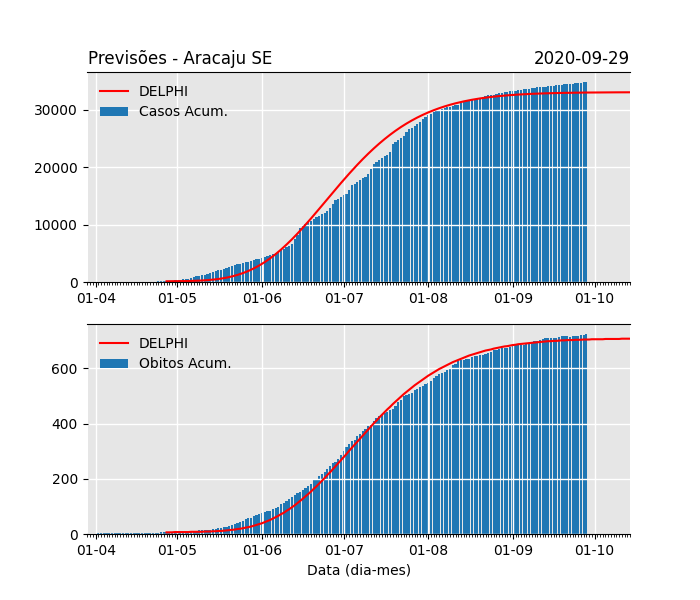 Previsões - Aracaju SE 2020-09-29
DELPHI
Casos Acum.
30000
20000
10000
0
01-04 01-05 01-06 01-07 01-08 01-09 01-10
DELPHI
Obitos Acum.
600
400
200
0
01-04 01-05 01-06 01-07 01-08 01-09 01-10
Data (dia-mes)